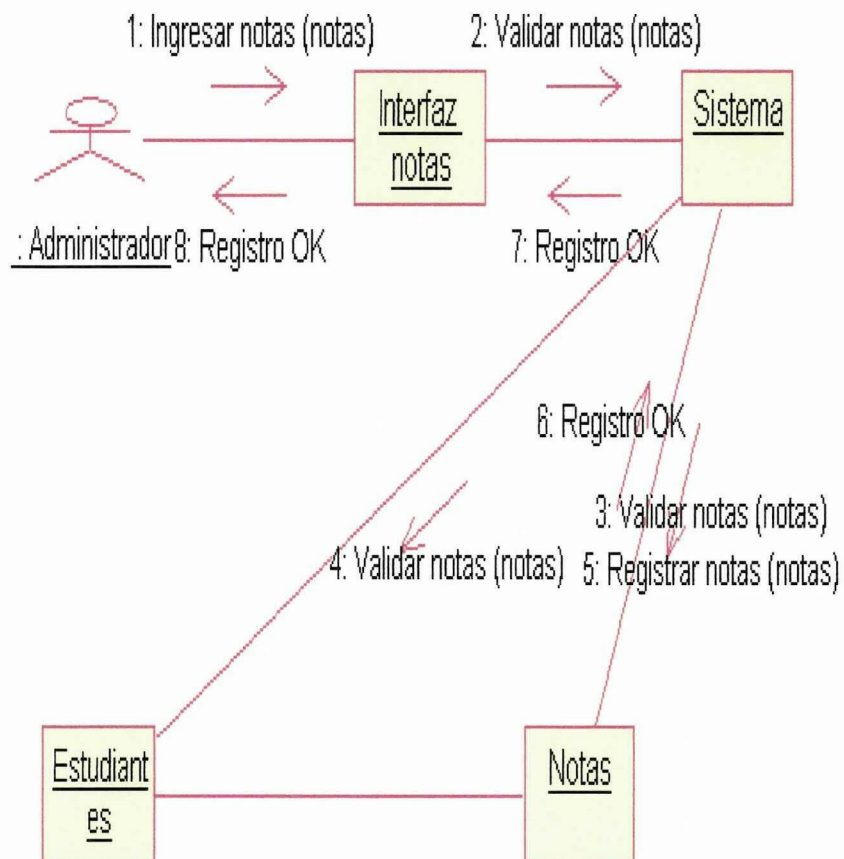 1: Ingresar notas (notas)
2: Validar notas (notas)
Interfaz
notas
Sistema
: Administrador
8: Registro OK
7: Registro OK
6: Registro OK
3: Validar notas (notas)
4: Validar notas (notas)
5: Registrar notas (notas)
Estudiant
es
Notas